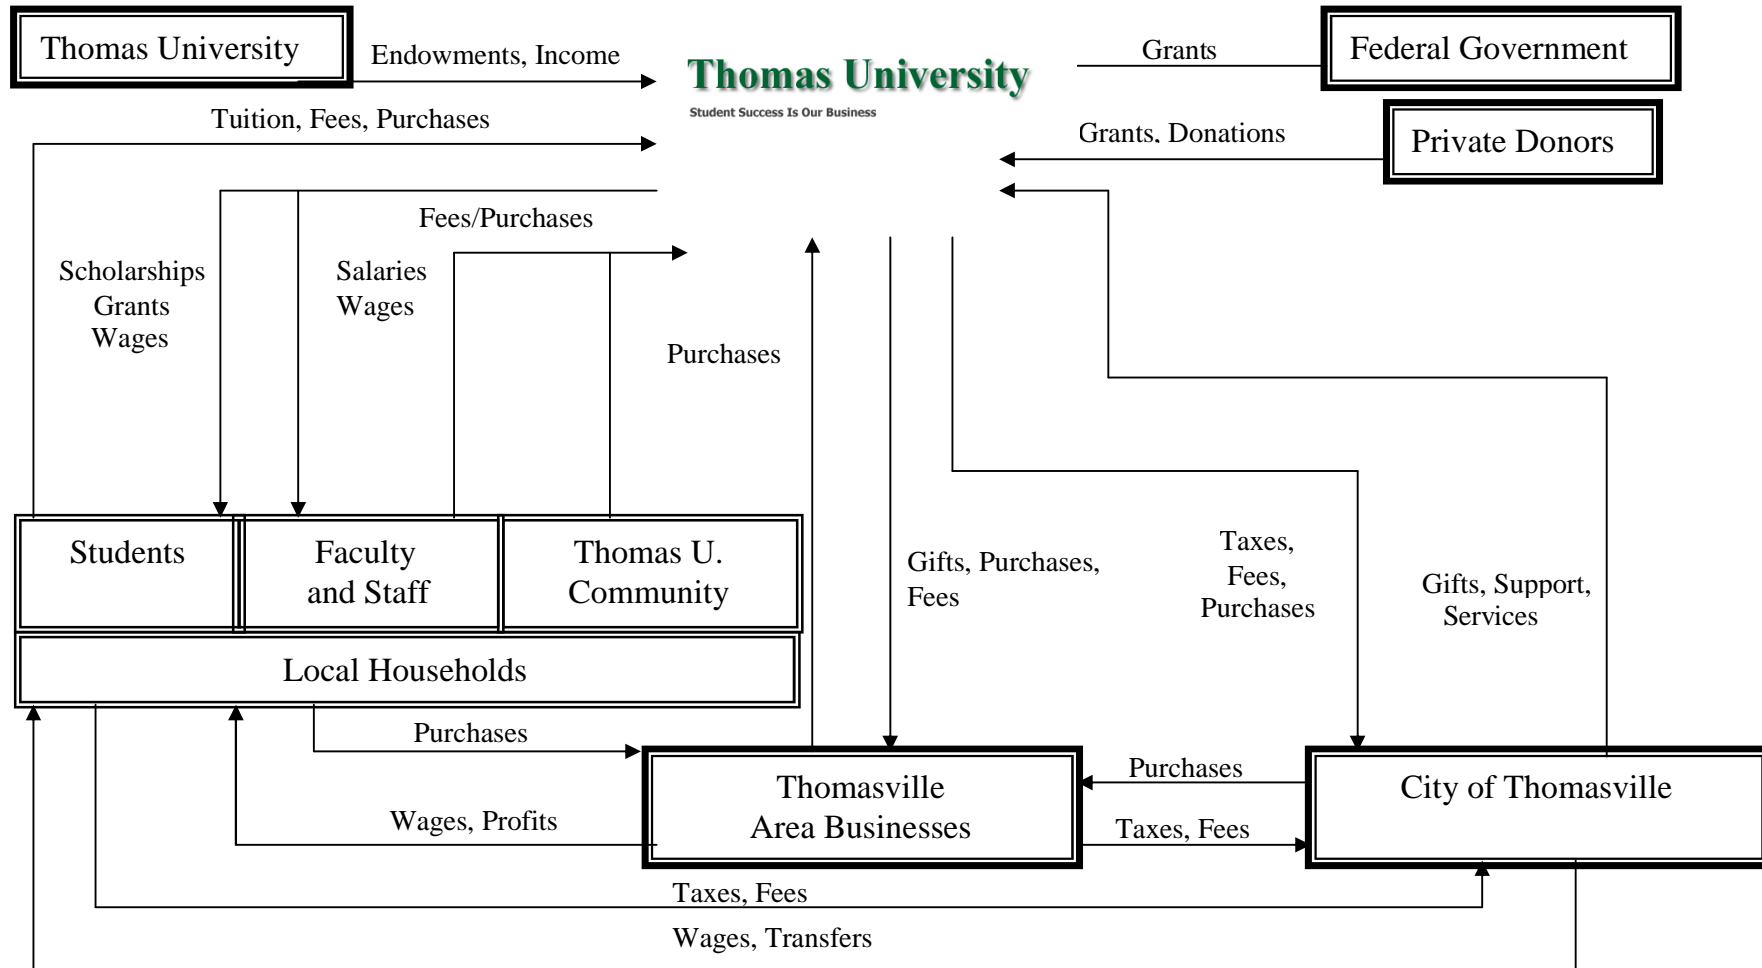 Thomas University
Endowments, Income
Thomas University
Student Success Is Our Business
Grants
Federal Government
Tuition, Fees, Purchases
Grants, Donations
Private Donors
Fees/Purchases
Scholarships
Grants
Wages
Salaries
Wages
Purchases
Students
Faculty
and Staff
Thomas U.
Community
Gifts, Purchases,
Fees
Taxes,
Fees,
Purchases
Gifts, Support,
Services
Local Households
Purchases
Thomasville
Area Businesses
Purchases
City of Thomasville
Wages, Profits
Taxes, Fees
Taxes, Fees
Wages, Transfers